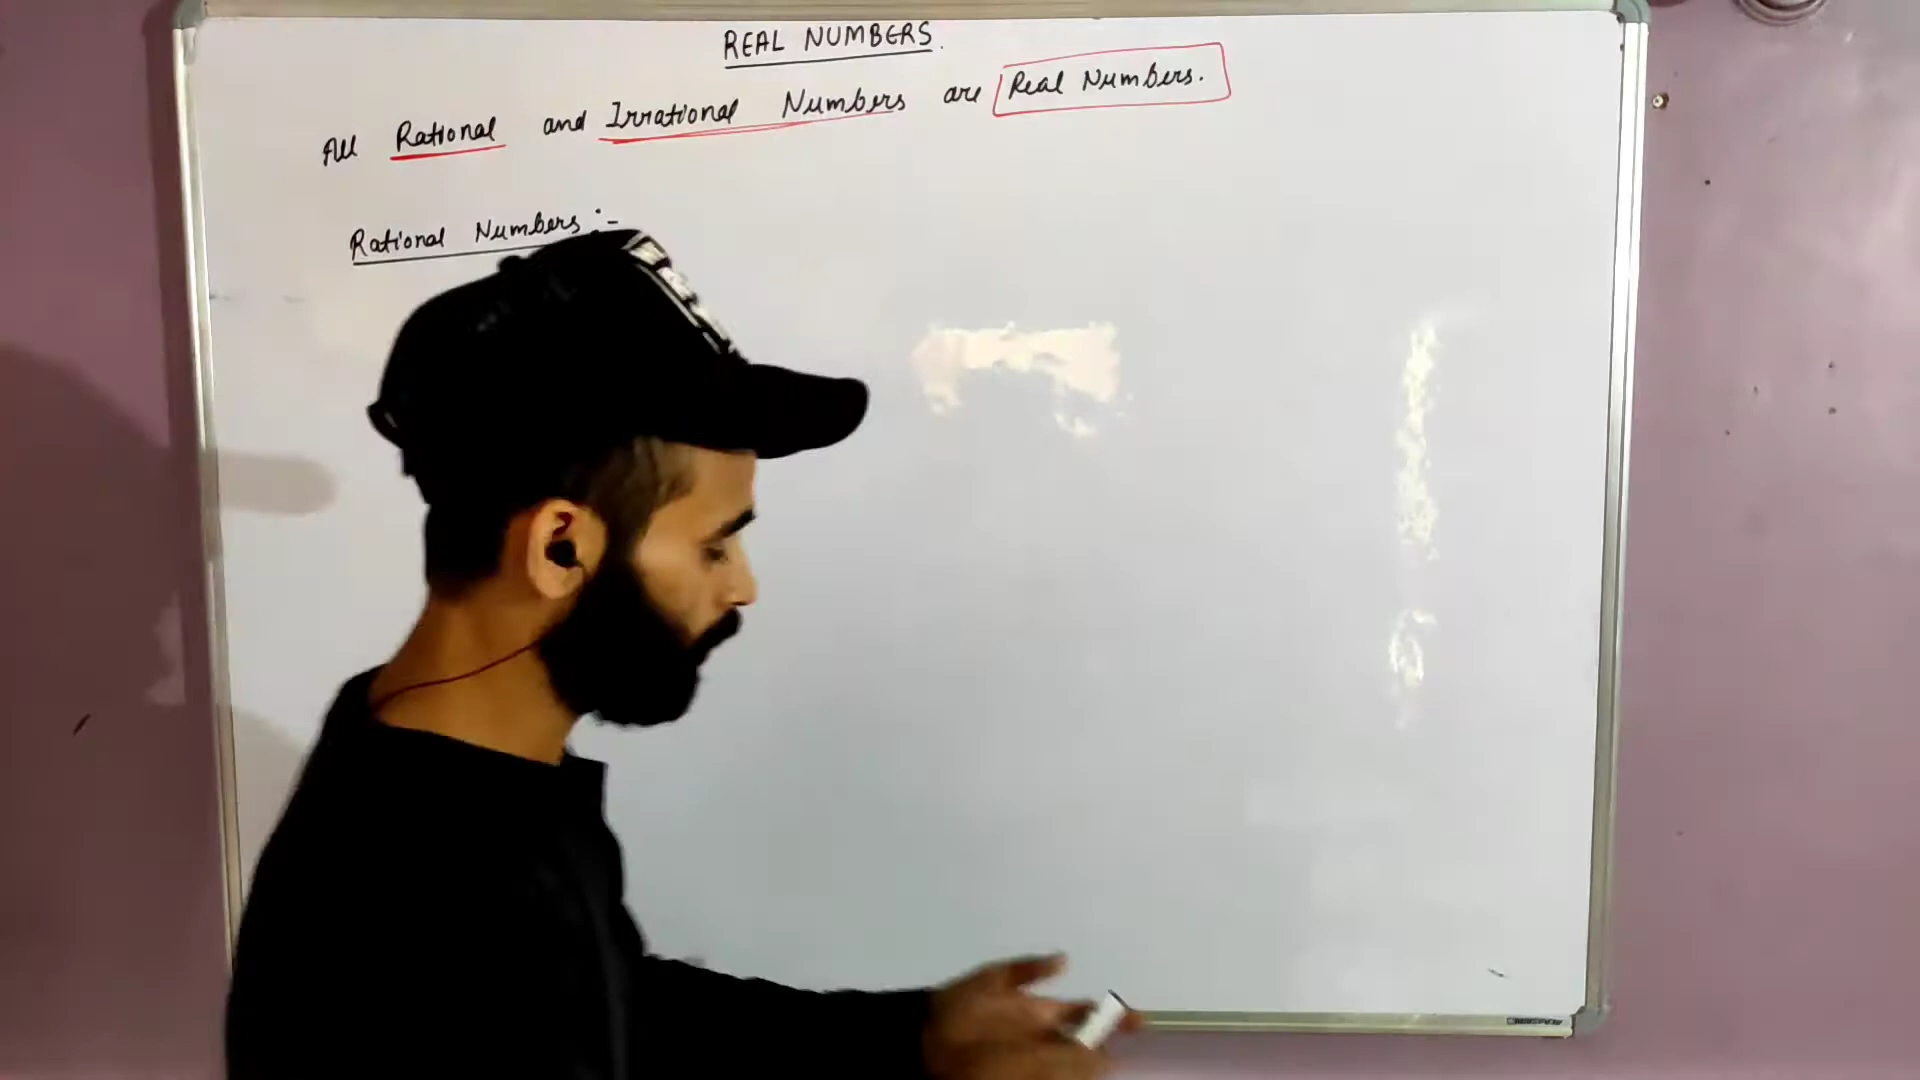 REAL NUMBERS.
All Rational and Irrational Numbers are Real Numbers.
Rational Numbers :-